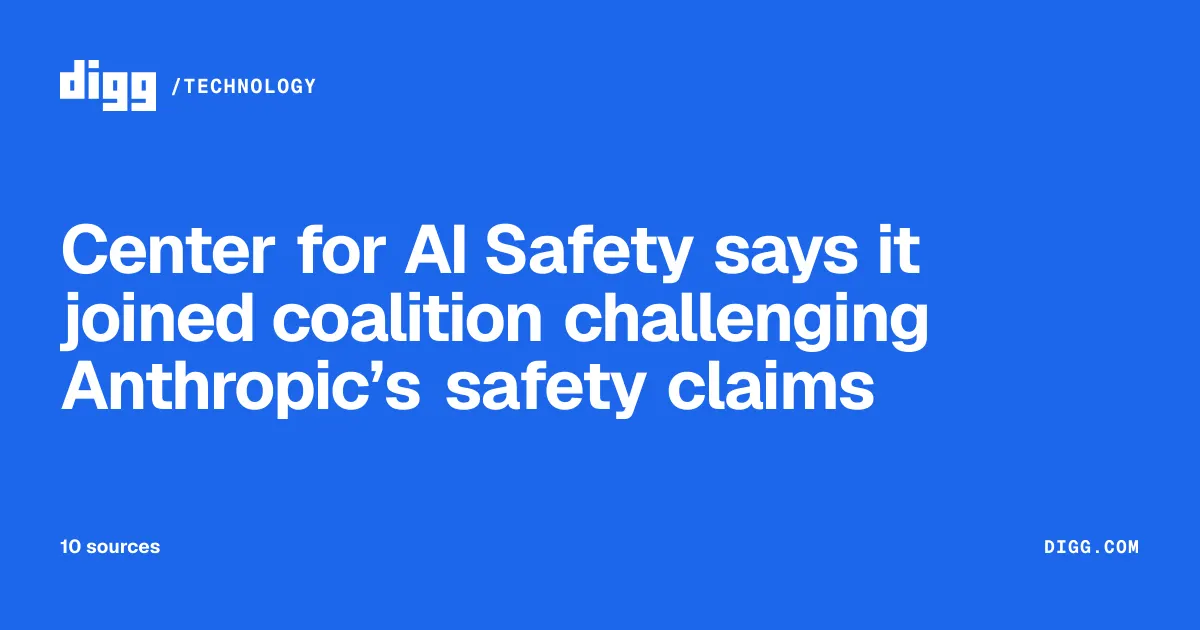 digg /TECHNOLOGY
Center for AI Safety says it
joined coalition challenging
Anthropic’s safety claims
10 sources
DIGG.COM